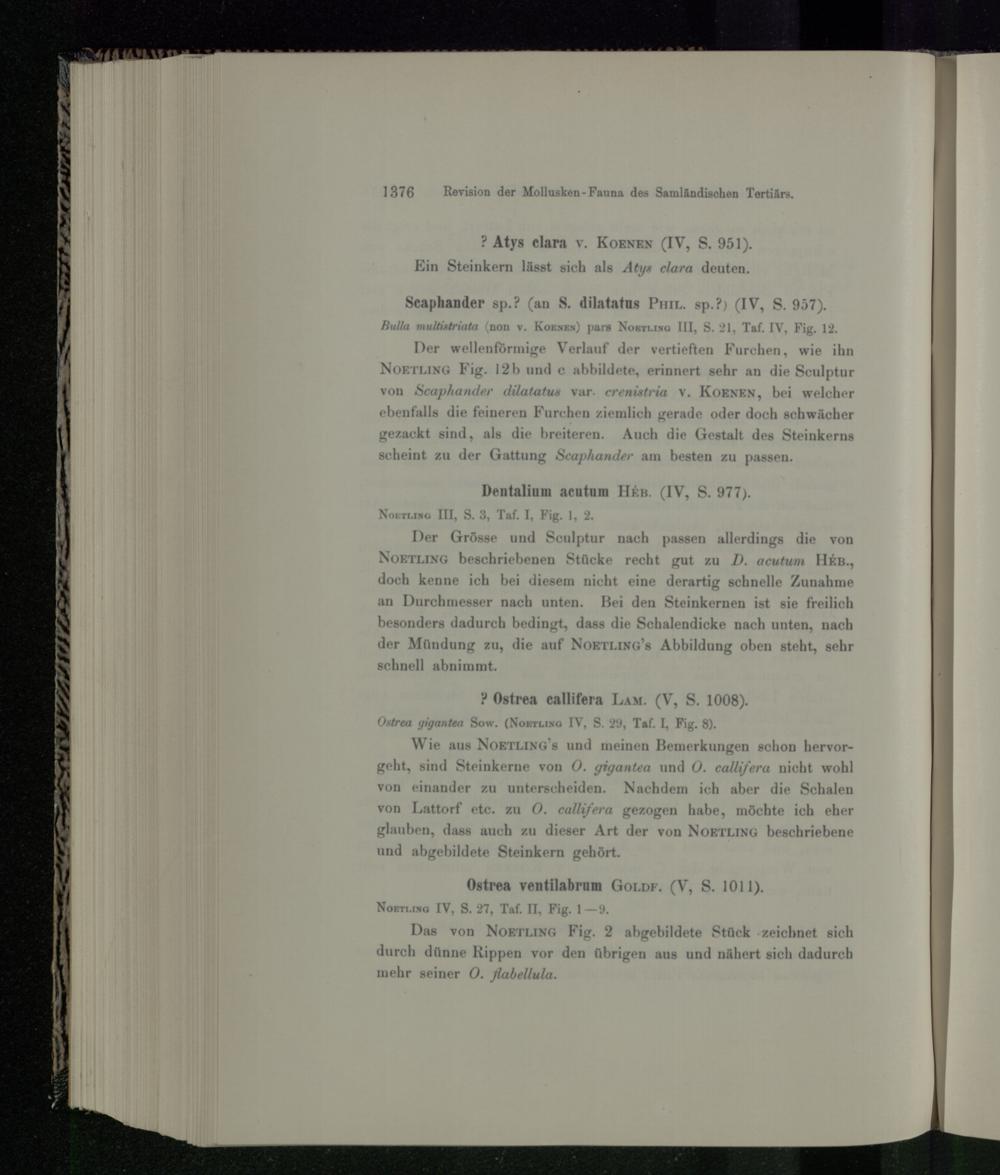 1376 Revision der Mollusken-Fauna des Samländischen Tertiärs.
? Atys clara v. Koenen (IV, S. 951).
Ein Steinkern lässt sich als Atys clara deuten.
Scaphander sp.? (an S. dilatatus Phil. sp.?) (IV, S. 957).
Bulla multistriata (non v. Koenen) pars Noetling III, S. 21, Taf. IV, Fig. 12.
Der wellenförmige Verlauf der vertieften Furchen, wie ihn
Noetling Fig. 12b und c abbildete, erinnert sehr an die Sculptur
von Scaphander dilatatus var. crenistria v. Koenen, bei welcher
ebenfalls die feineren Furchen ziemlich gerade oder doch schwächer
gezackt sind, als die breiteren. Auch die Gestalt des Steinkerns
scheint zu der Gattung Scaphander am besten zu passen.
Dentalium acutum Héb. (IV, S. 977).
Noetling III, S. 3, Taf. I, Fig. 1, 2.
Der Grösse und Sculptur nach passen allerdings die von
Noetling beschriebenen Stücke recht gut zu D. acutum Héb.,
doch kenne ich bei diesem nicht eine derartig schnelle Zunahme
an Durchmesser nach unten. Bei den Steinkernen ist sie freilich
besonders dadurch bedingt, dass die Schalendicke nach unten, nach
der Mündung zu, die auf Noetling's Abbildung oben steht, sehr
schnell abnimmt.
? Ostrea callifera Lam. (V, S. 1008).
Ostrea gigantea Sow. (Noetling IV, S. 29, Taf. I, Fig. 8).
Wie aus Noetling's und meinen Bemerkungen schon hervor-
geht, sind Steinkerne von O. gigantea und O. callifera nicht wohl
von einander zu unterscheiden. Nachdem ich aber die Schalen
von Lattorf etc. zu O. callifera gezogen habe, möchte ich eher
glauben, dass auch zu dieser Art der von Noetling beschriebene
und abgebildete Steinkern gehört.
Ostrea ventilabrum Goldf. (V, S. 1011).
Noetling IV, S. 27, Taf. II, Fig. 1—9.
Das von Noetling Fig. 2 abgebildete Stück zeichnet sich
durch dünne Rippen vor den übrigen aus und nähert sich dadurch
mehr seiner O. flabellula.